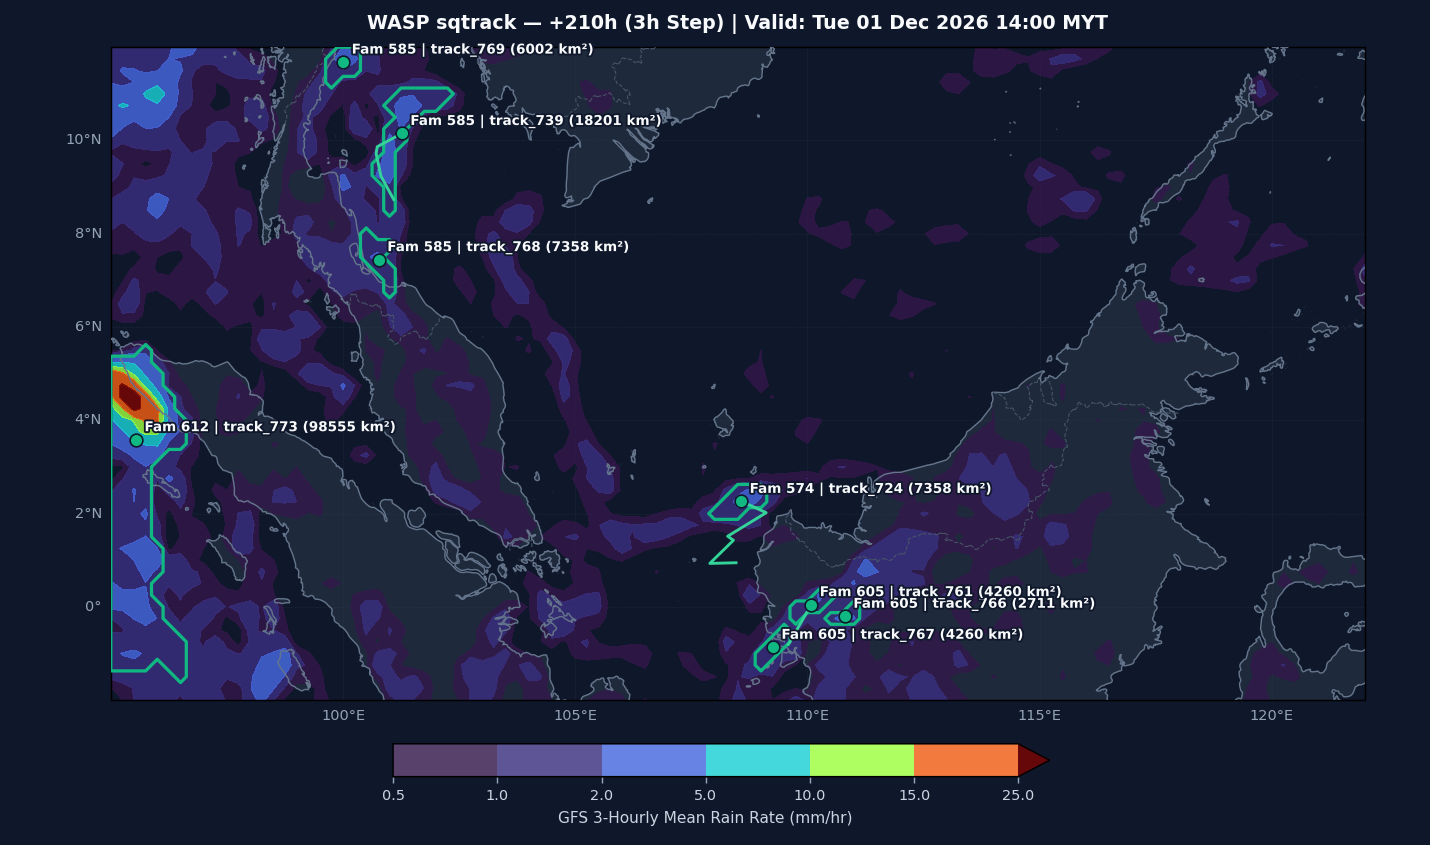 WASP sqtrack — +210h (3h Step) | Valid: Tue 01 Dec 2026 14:00 MYT
Fam 585 | track_769 (6002 km²)
Fam 585 | track_739 (18201 km²)
10°N
8°N
Fam 585 | track_768 (7358 km²)
6°N
4°N
Fam 612 | track_773 (98555 km²)
Fam 574 | track_724 (7358 km²)
2°N
Fam 605 | track_761 (4260 km²)
Fam 605 | track_766 (2711 km²)
0°
Fam 605 | track_767 (4260 km²)
100°E 105°E 110°E 115°E 120°E
0.5 1.0 2.0 5.0 10.0 15.0 25.0
GFS 3-Hourly Mean Rain Rate (mm/hr)